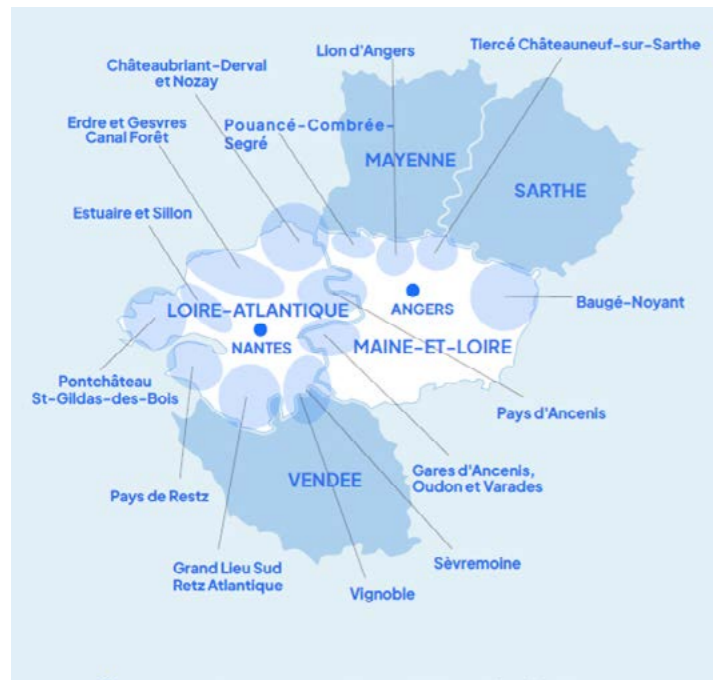 Lion d'Angers
Tiercé Châteauneuf-sur-Sarthe
Châteaubriant-Derval
et Nozay
Erdre et Gesvres
Canal Forêt
Pouancé-Combrée-
Segré
MAYENNE
SARTHE
Estuaire et Sillon
LOIRE-ATLANTIQUE
ANGERS
Baugé-Noyant
NANTES
MAINE-ET-LOIRE
Pontchâteau
St-Gildas-des-Bois
Pays d'Ancenis
VENDEE
Gares d'Ancenis,
Oudon et Varades
Pays de Restz
Sèvremoine
Grand Lieu Sud
Retz Atlantique
Vignoble